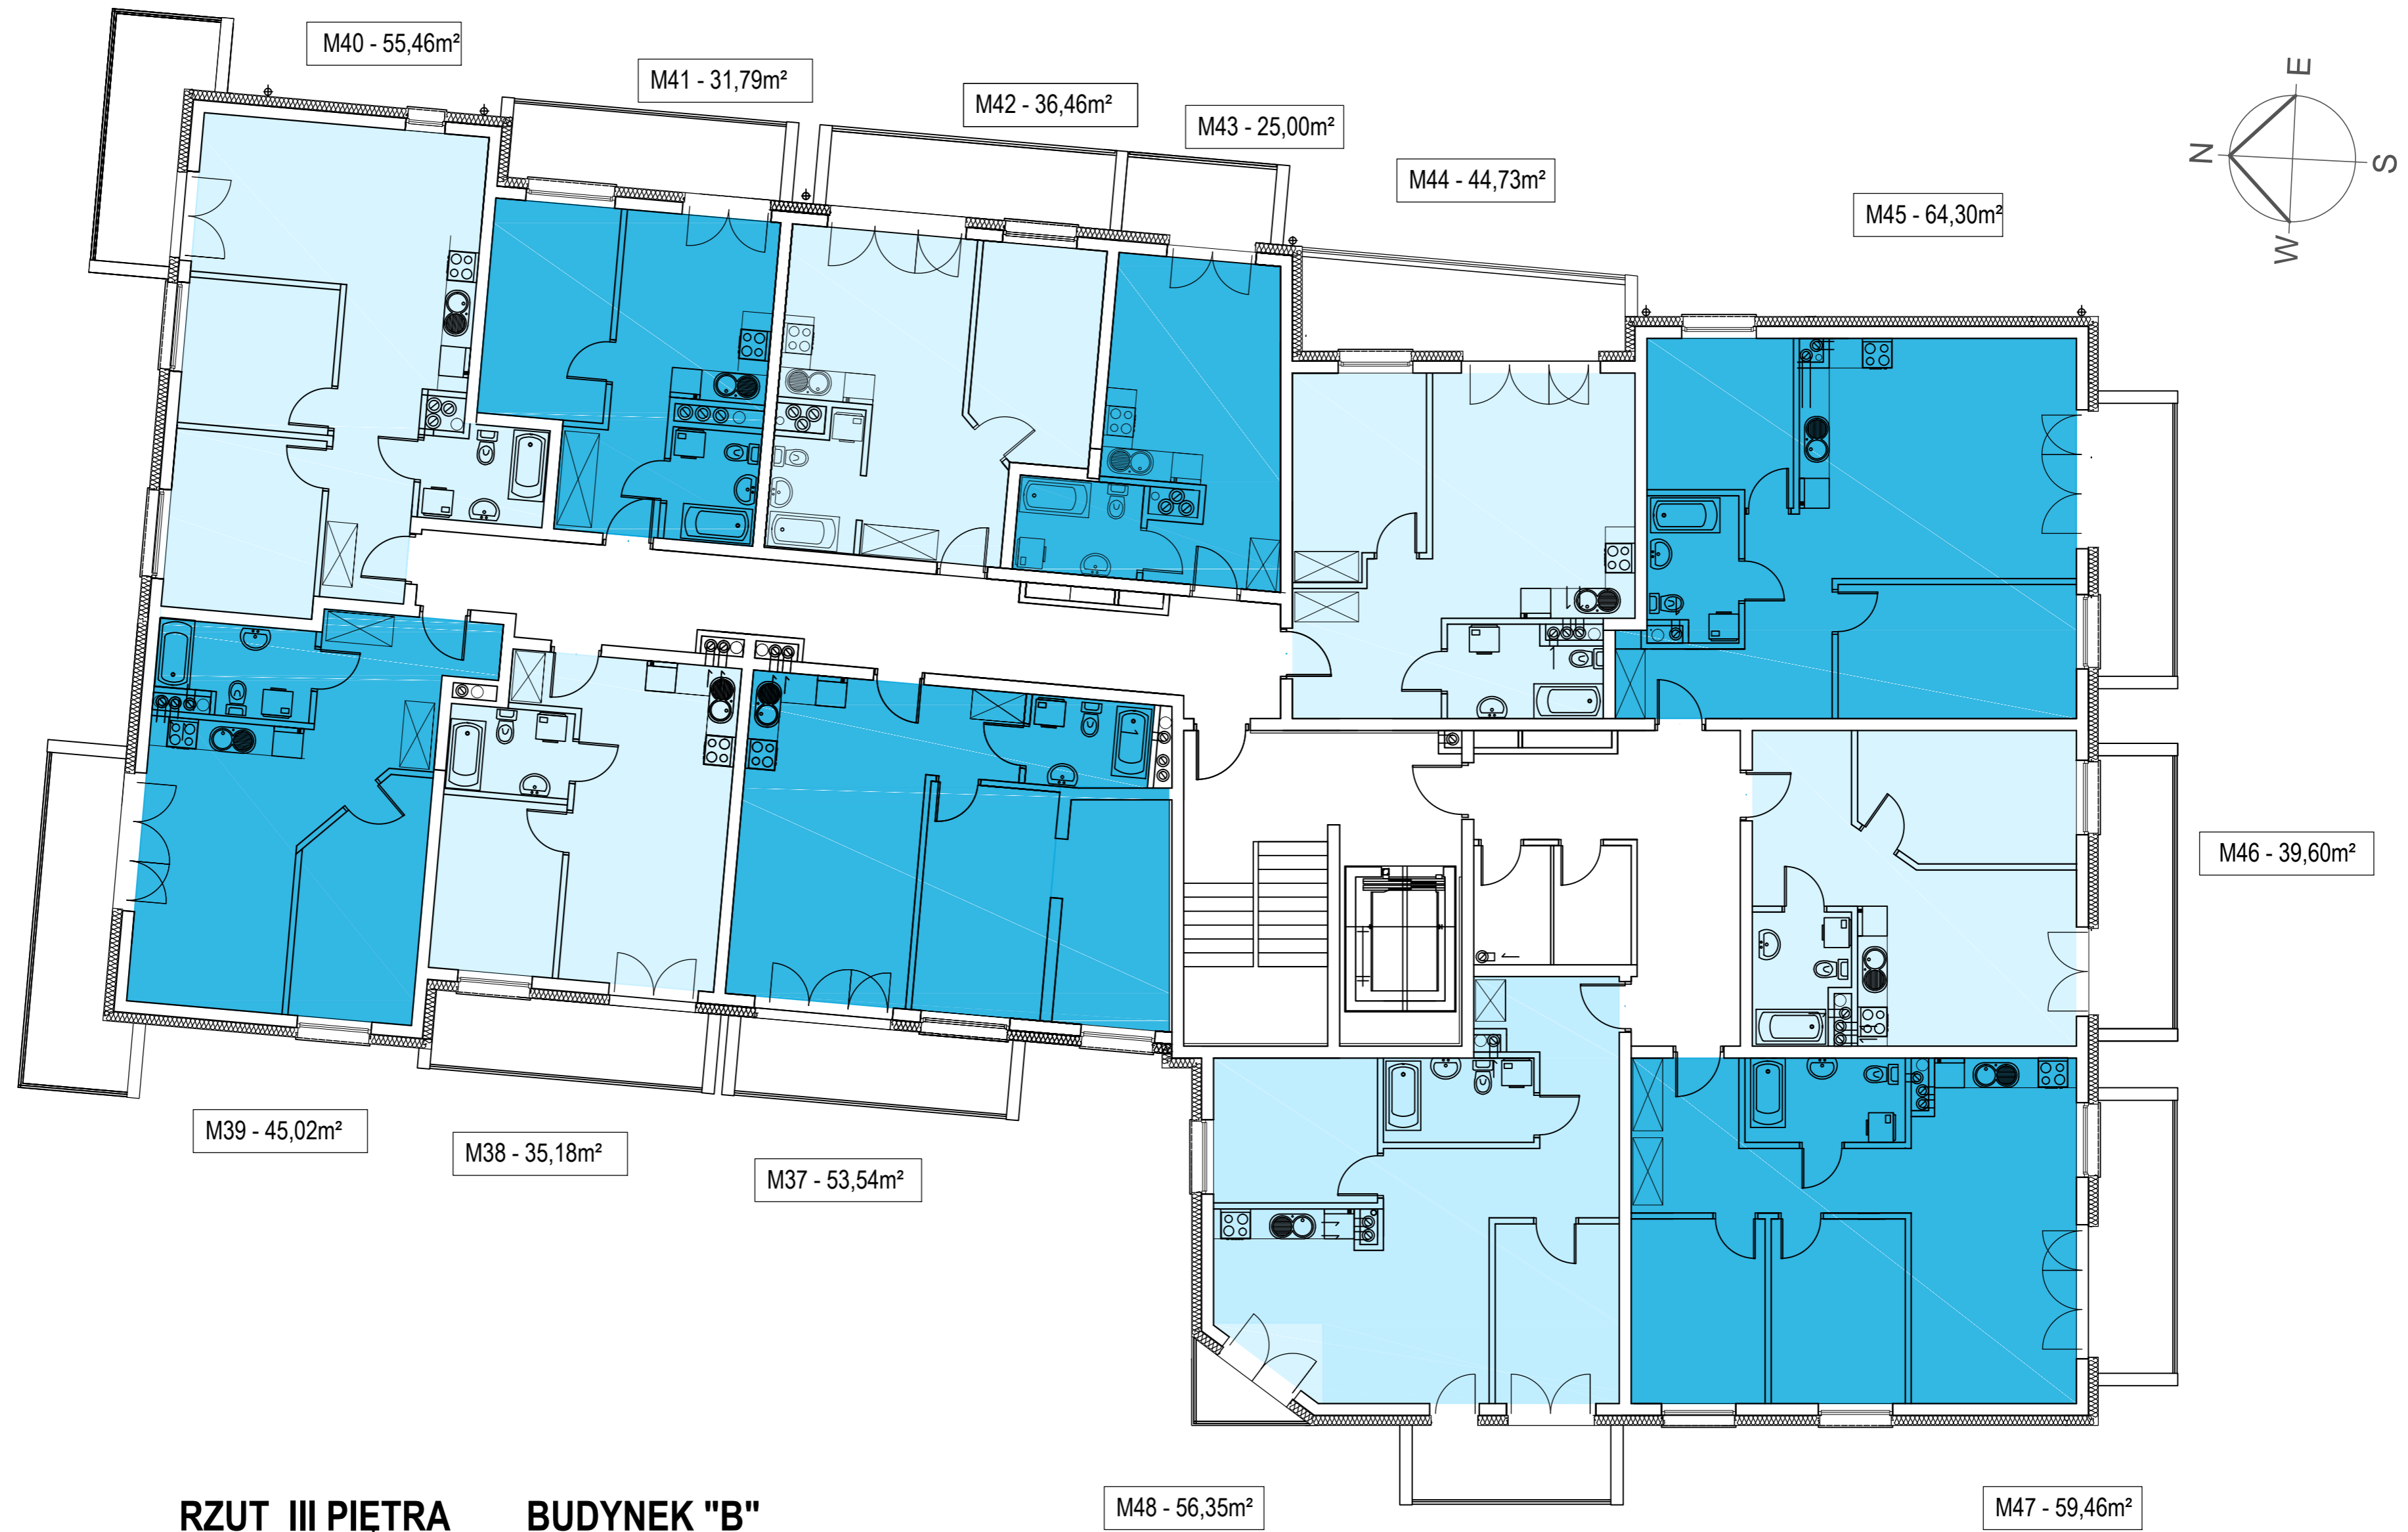 M40 - 55,46m²
M41 - 31,79m²
M42 - 36,46m²
M43 - 25,00m²
M44 - 44,73m²
M45 - 64,30m²
E
N
S
W
M46 - 39,60m²
M39 - 45,02m²
M38 - 35,18m²
M37 - 53,54m²
M48 - 56,35m²
M47 - 59,46m²
RZUT III PIĘTRA BUDYNEK "B"